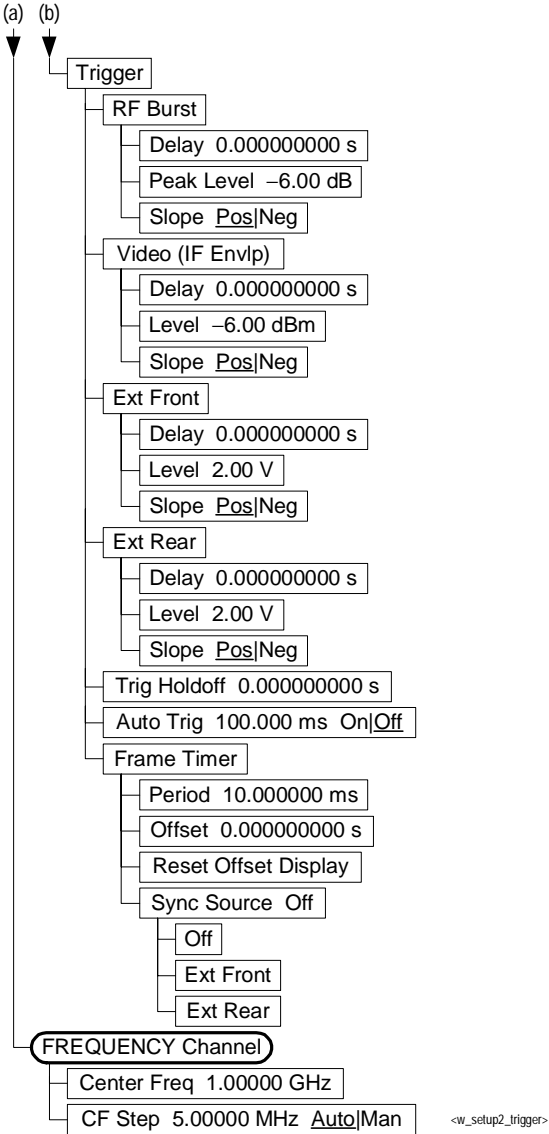 (a) (b)
Trigger
RF Burst
Delay 0.000000000 s
Peak Level −6.00 dB
Slope Pos|Neg
Video (IF Envlp)
Delay 0.000000000 s
Level −6.00 dBm
Slope Pos|Neg
Ext Front
Delay 0.000000000 s
Level 2.00 V
Slope Pos|Neg
Ext Rear
Delay 0.000000000 s
Level 2.00 V
Slope Pos|Neg
Trig Holdoff 0.000000000 s
Auto Trig 100.000 ms On|Off
Frame Timer
Period 10.000000 ms
Offset 0.000000000 s
Reset Offset Display
Sync Source Off
Off
Ext Front
Ext Rear
FREQUENCY Channel
Center Freq 1.00000 GHz
CF Step 5.00000 MHz Auto|Man <w_setup2_trigger>